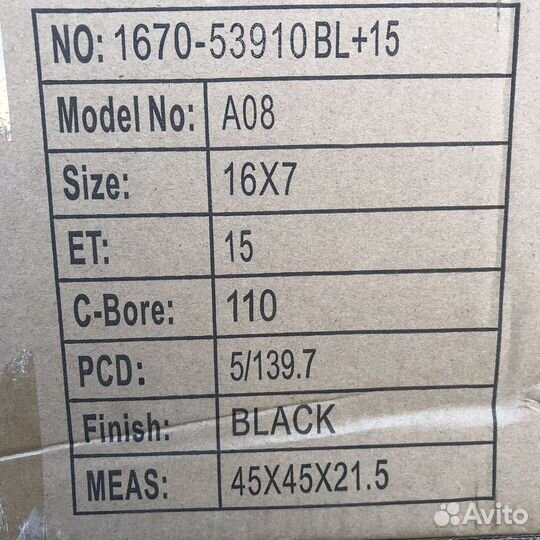 NO: 1670-53910BL+15
Model No: A08
Size: 16X7
ET: 15
C-Bore: 110
PCD: 5/139.7
Finish: BLACK
MEAS: 45X45X21.5
Avito